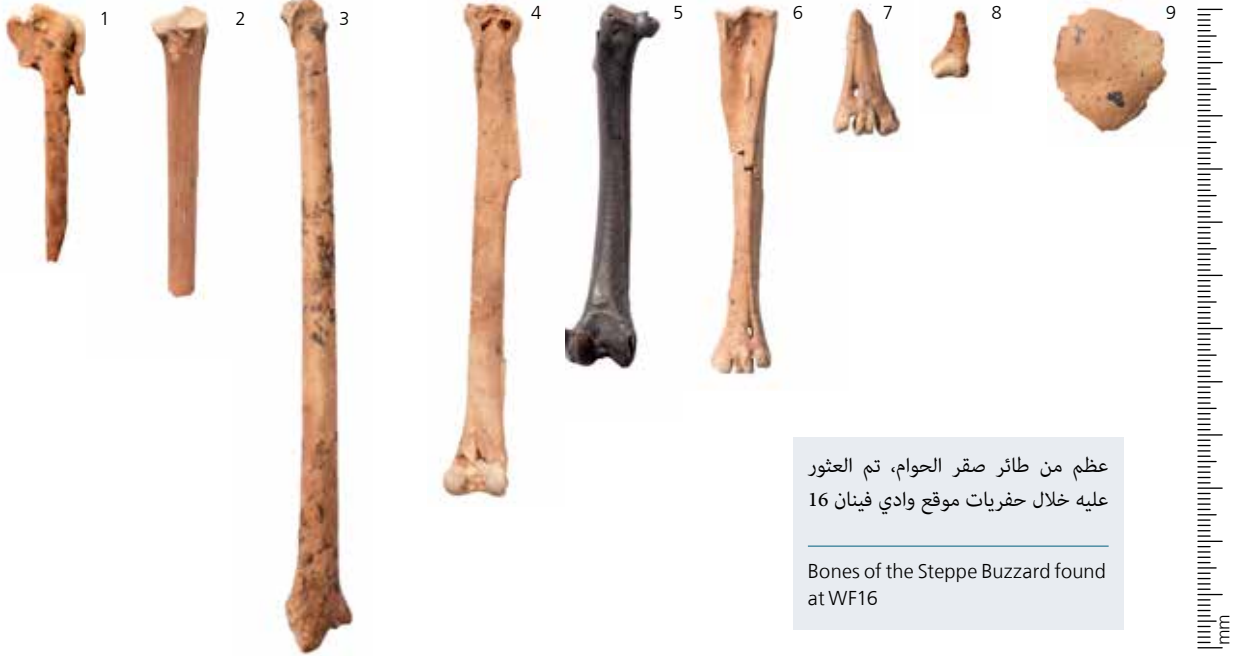 1 2 3 4 5 6 7 8 9
عظم من طائر صقر الحوام، تم العثور
عليه خلال حفريات موقع وادي فينان 16
Bones of the Steppe Buzzard found
at WF16
mm